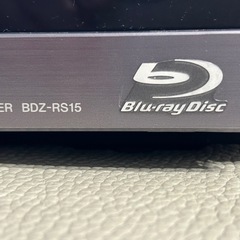 ER BDZ-RS15
Blu-ray Disc